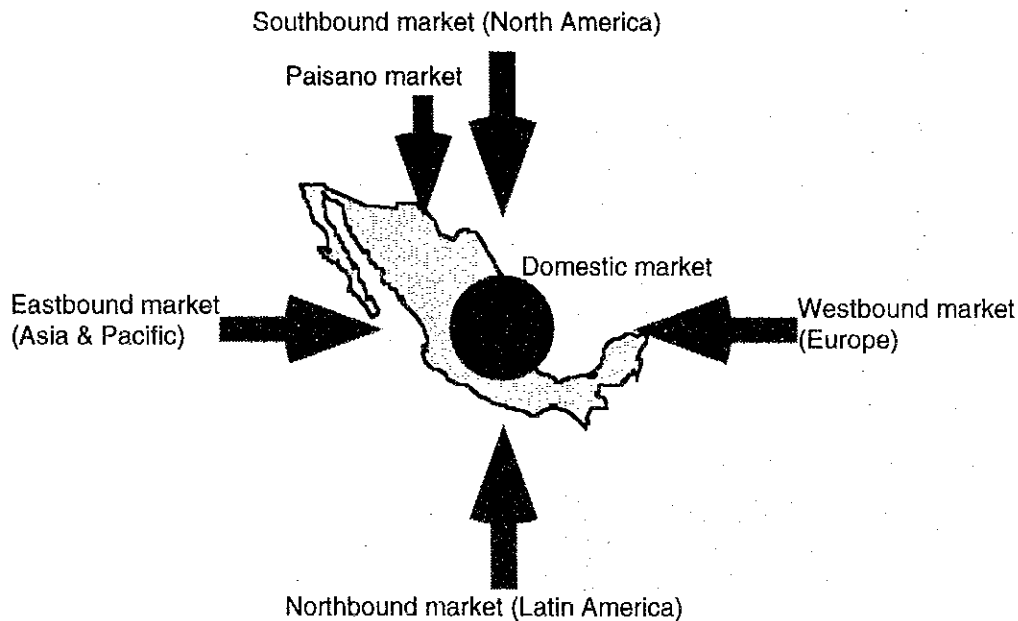 Southbound market (North America)
Paisano market
Domestic market
Eastbound market
(Asia & Pacific)
Westbound market
(Europe)
Northbound market (Latin America)